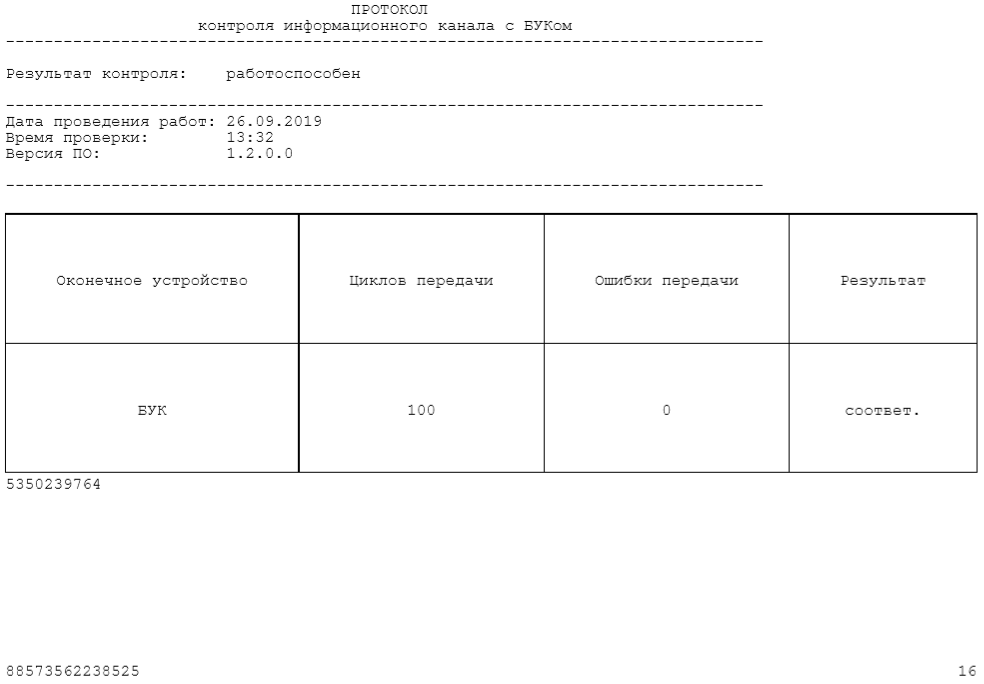 ПРОТОКОЛ
контроля информационного канала с БУКом
-------------------------------------------------------------------------------
Результат контроля: работоспособен
-------------------------------------------------------------------------------
Дата проведения работ: 26.09.2019
Время проверки: 13:32
Версия ПО: 1.2.0.0
-------------------------------------------------------------------------------
Оконечное устройство Циклов передачи Ошибки передачи Результат
БУК 100 0 соответ.
5350239764
88573562238525 16